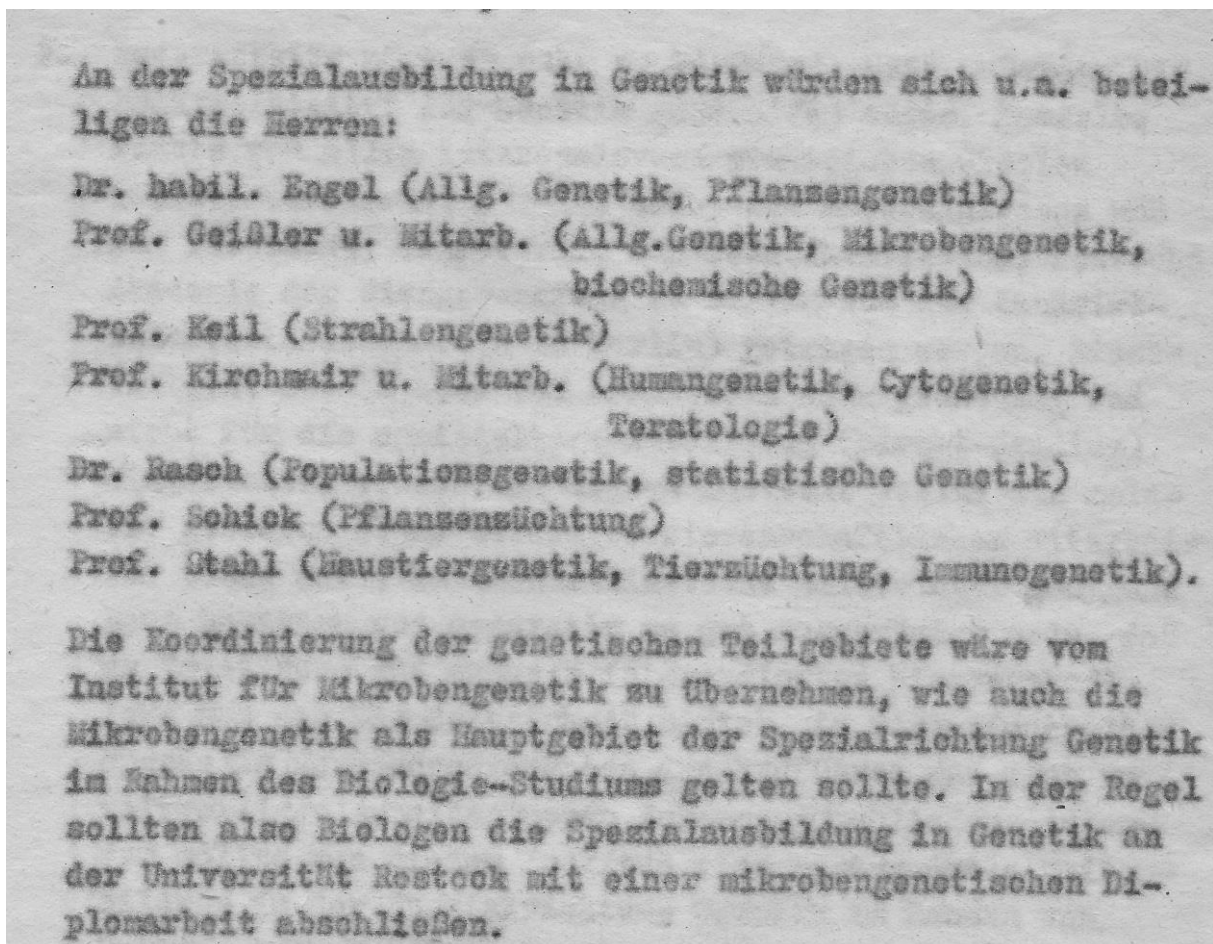 An der Spezialausbildung in Genetik würden sich u.a. betei-
ligen die Herren:
Dr. habil. Engel (Allg. Genetik, Pflanzengenetik)
Prof. Geißler u. Mitarb. (Allg.Genetik, Mikrobengenetik,
biochemische Genetik)
Prof. Keil (Strahlengenetik)
Prof. Kirchmair u. Mitarb. (Humangenetik, Cytogenetik,
Teratologie)
Dr. Rasch (Populationsgenetik, statistische Genetik)
Prof. Schick (Pflanzenzüchtung)
Prof. Stahl (Haustiergenetik, Tierzüchtung, Immunogenetik).
Die Koordinierung der genetischen Teilgebiete wäre vom
Institut für Mikrobengenetik zu übernehmen, wie auch die
Mikrobengenetik als Hauptgebiet der Spezialrichtung Genetik
im Rahmen des Biologie-Studiums gelten sollte. In der Regel
sollten also Biologen die Spezialausbildung in Genetik an
der Universität Rostock mit einer mikrobengenetischen Di-
plomarbeit abschließen.